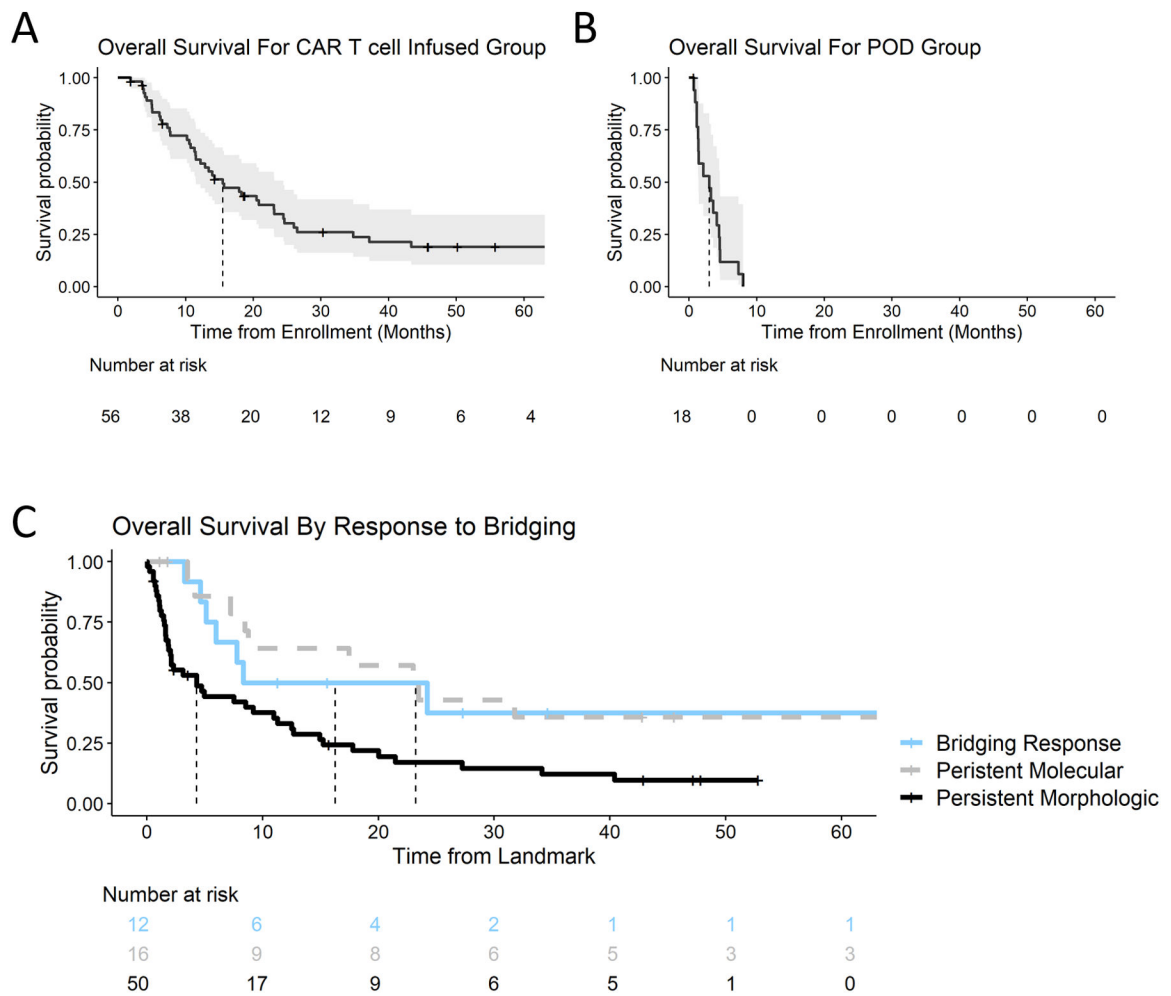 A
Overall Survival For CAR T cell Infused Group
Survival probability
1.00
0.75
0.50
0.25
0.00
0 10 20 30 40 50 60
Time from Enrollment (Months)
Number at risk
56 38 20 12 9 6 4
B
Overall Survival For POD Group
Survival probability
1.00
0.75
0.50
0.25
0.00
0 10 20 30 40 50 60
Time from Enrollment (Months)
Number at risk
18 0 0 0 0 0 0
C
Overall Survival By Response to Bridging
Survival probability
1.00
0.75
0.50
0.25
0.00
0 10 20 30 40 50 60
Time from Landmark
Bridging Response
Peristent Molecular
Persistent Morphologic
Number at risk
12 6 4 2 1 1 1
16 9 8 6 5 3 3
50 17 9 6 5 1 0